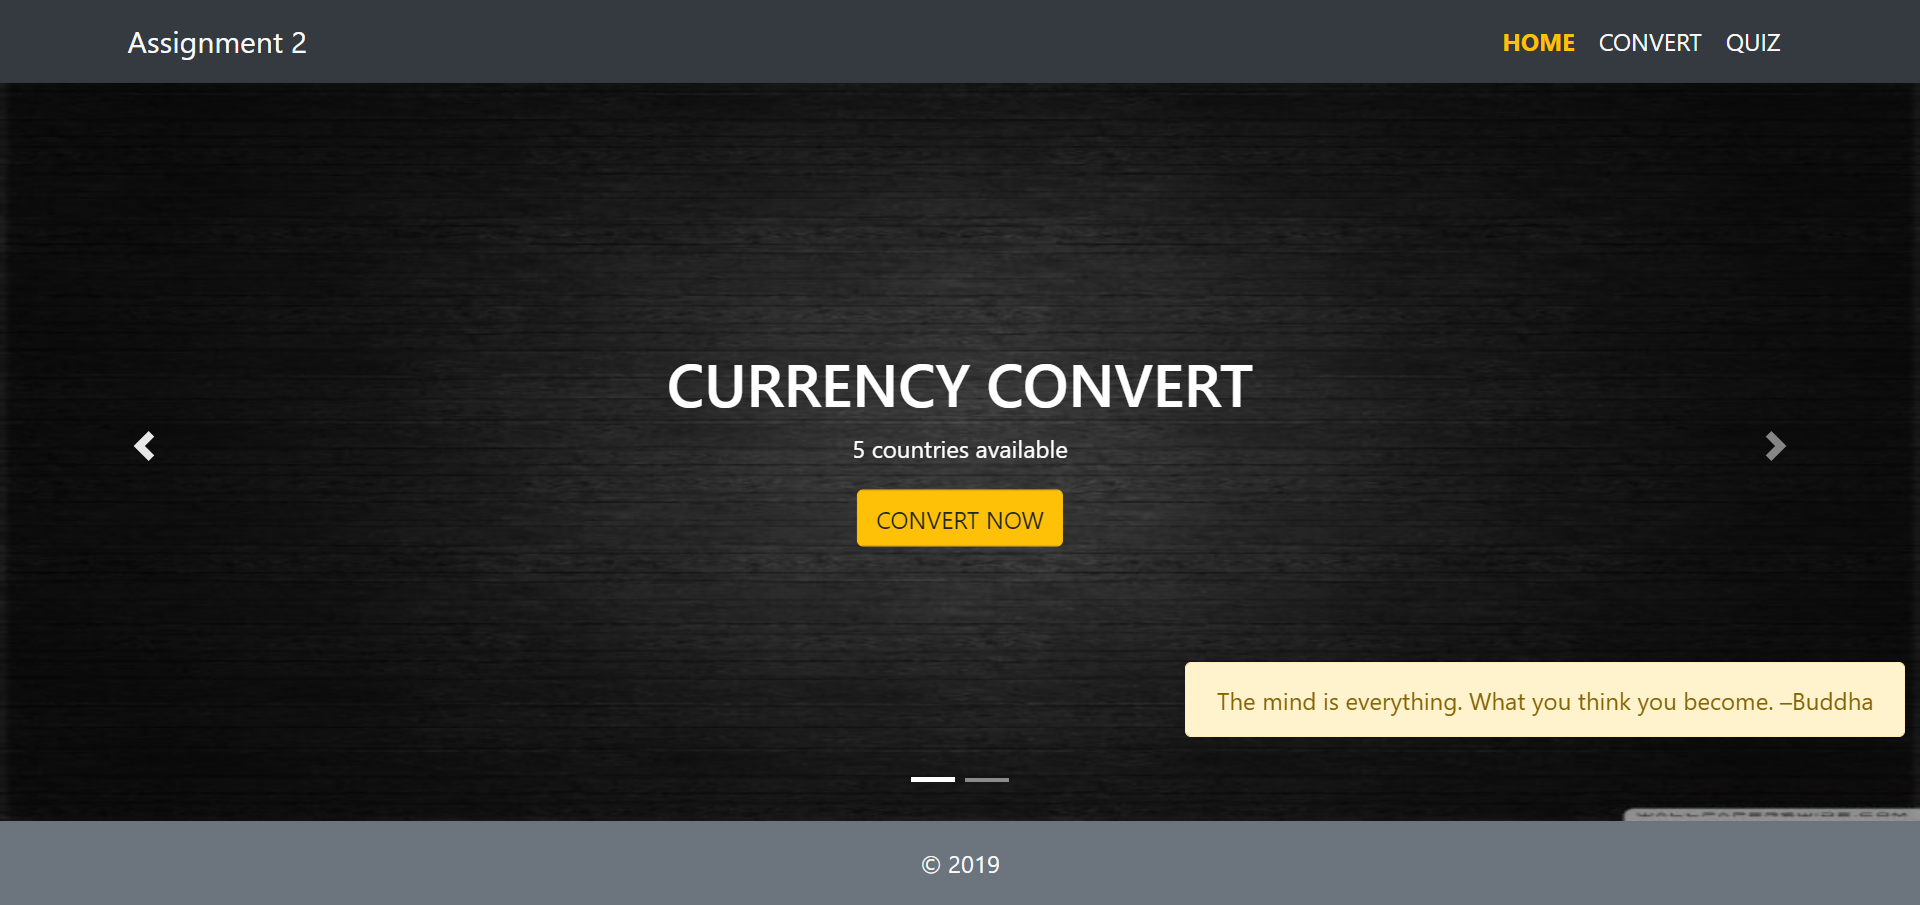 Assignment 2
HOME CONVERT QUIZ
CURRENCY CONVERT
5 countries available
CONVERT NOW
The mind is everything. What you think you become. –Buddha
WALLPAPERSWIDE.COM
© 2019